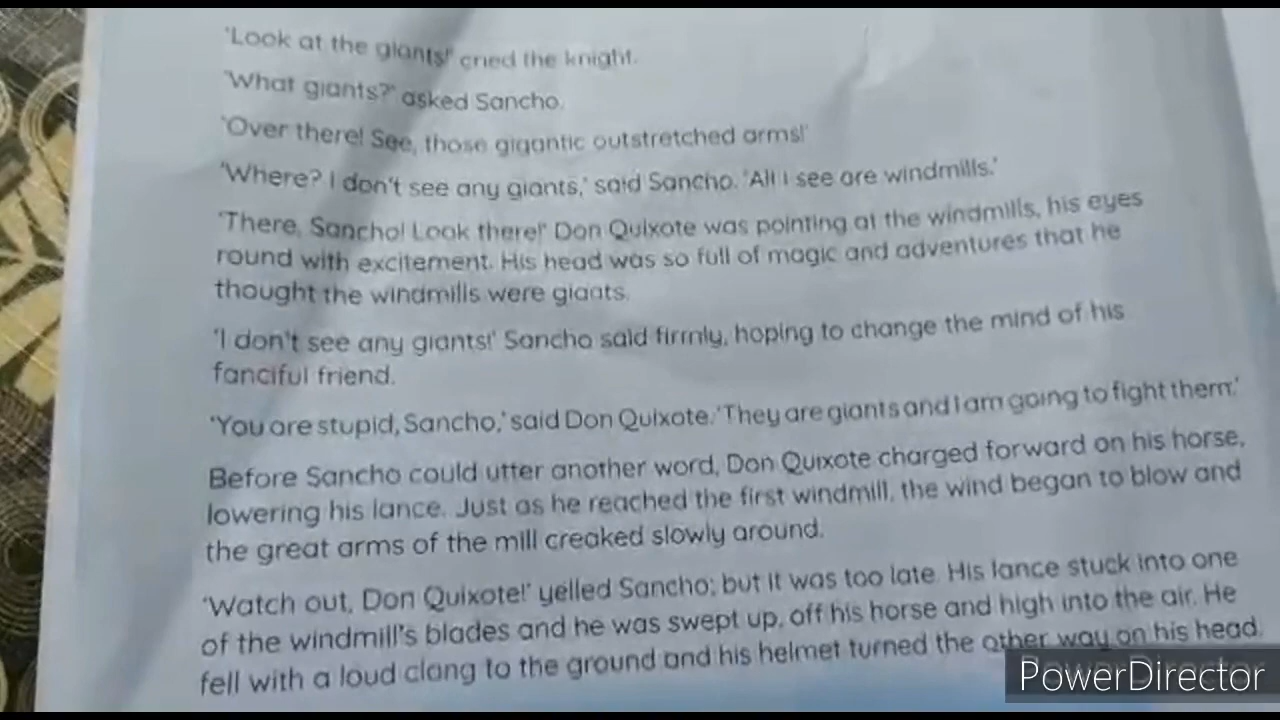 'Look at the giants!' cried the knight.
'What giants?' asked Sancho.
'Over there! See, those gigantic outstretched arms!'
'Where? I don't see any giants,' said Sancho. 'All I see are windmills.'
'There, Sancho! Look there!' Don Quixote was pointing at the windmills, his eyes
round with excitement. His head was so full of magic and adventures that he
thought the windmills were giants.
'I don't see any giants!' Sancho said firmly, hoping to change the mind of his
fanciful friend.
'You are stupid, Sancho,' said Don Quixote. 'They are giants and I am going to fight them.'
Before Sancho could utter another word, Don Quixote charged forward on his horse,
lowering his lance. Just as he reached the first windmill, the wind began to blow and
the great arms of the mill creaked slowly around.
'Watch out, Don Quixote!' yelled Sancho; but it was too late. His lance stuck into one
of the windmill's blades and he was swept up, off his horse and high into the air. He
fell with a loud clang to the ground and his helmet turned the other way on his head.
PowerDirector